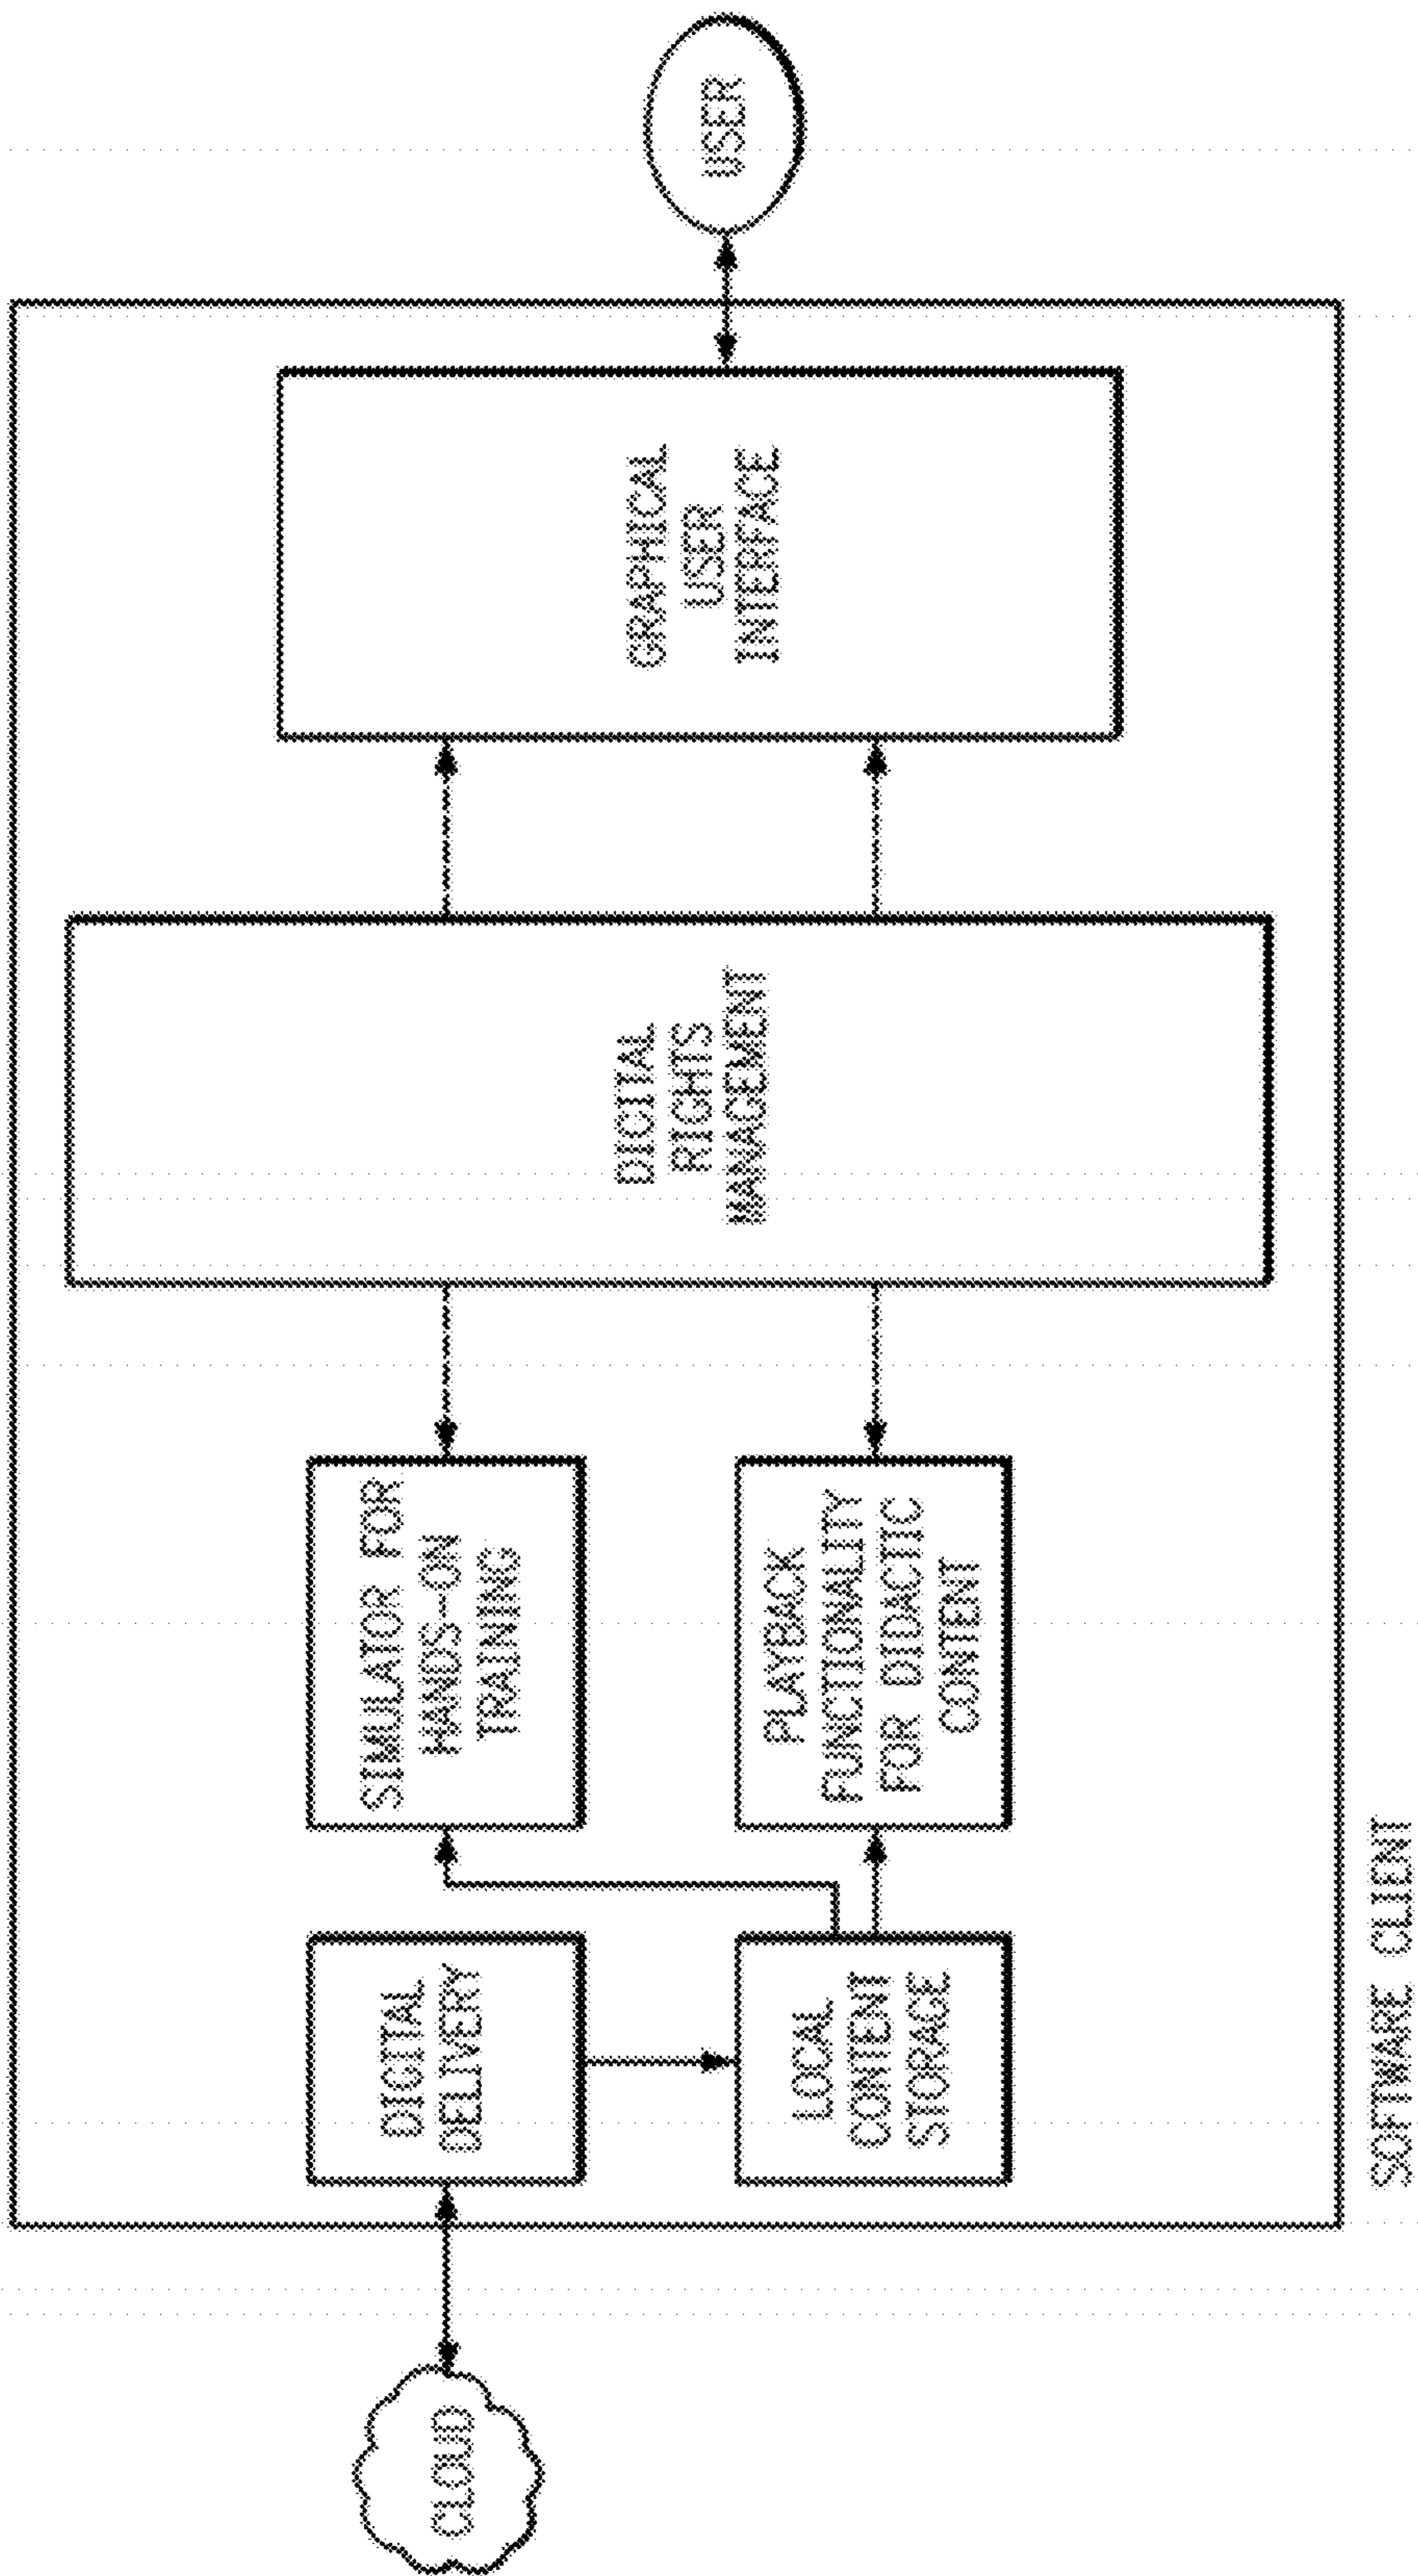 CLOUD
DIGITAL
DELIVERY
LOCAL
CONTENT
STORAGE
SIMULATOR FOR
HANDS-ON
TRAINING
PLAYBACK
FUNCTIONALITY
FOR DIDACTIC
CONTENT
DIGITAL
RIGHTS
MANAGEMENT
GRAPHICAL
USER
INTERFACE
USER
SOFTWARE CLIENT